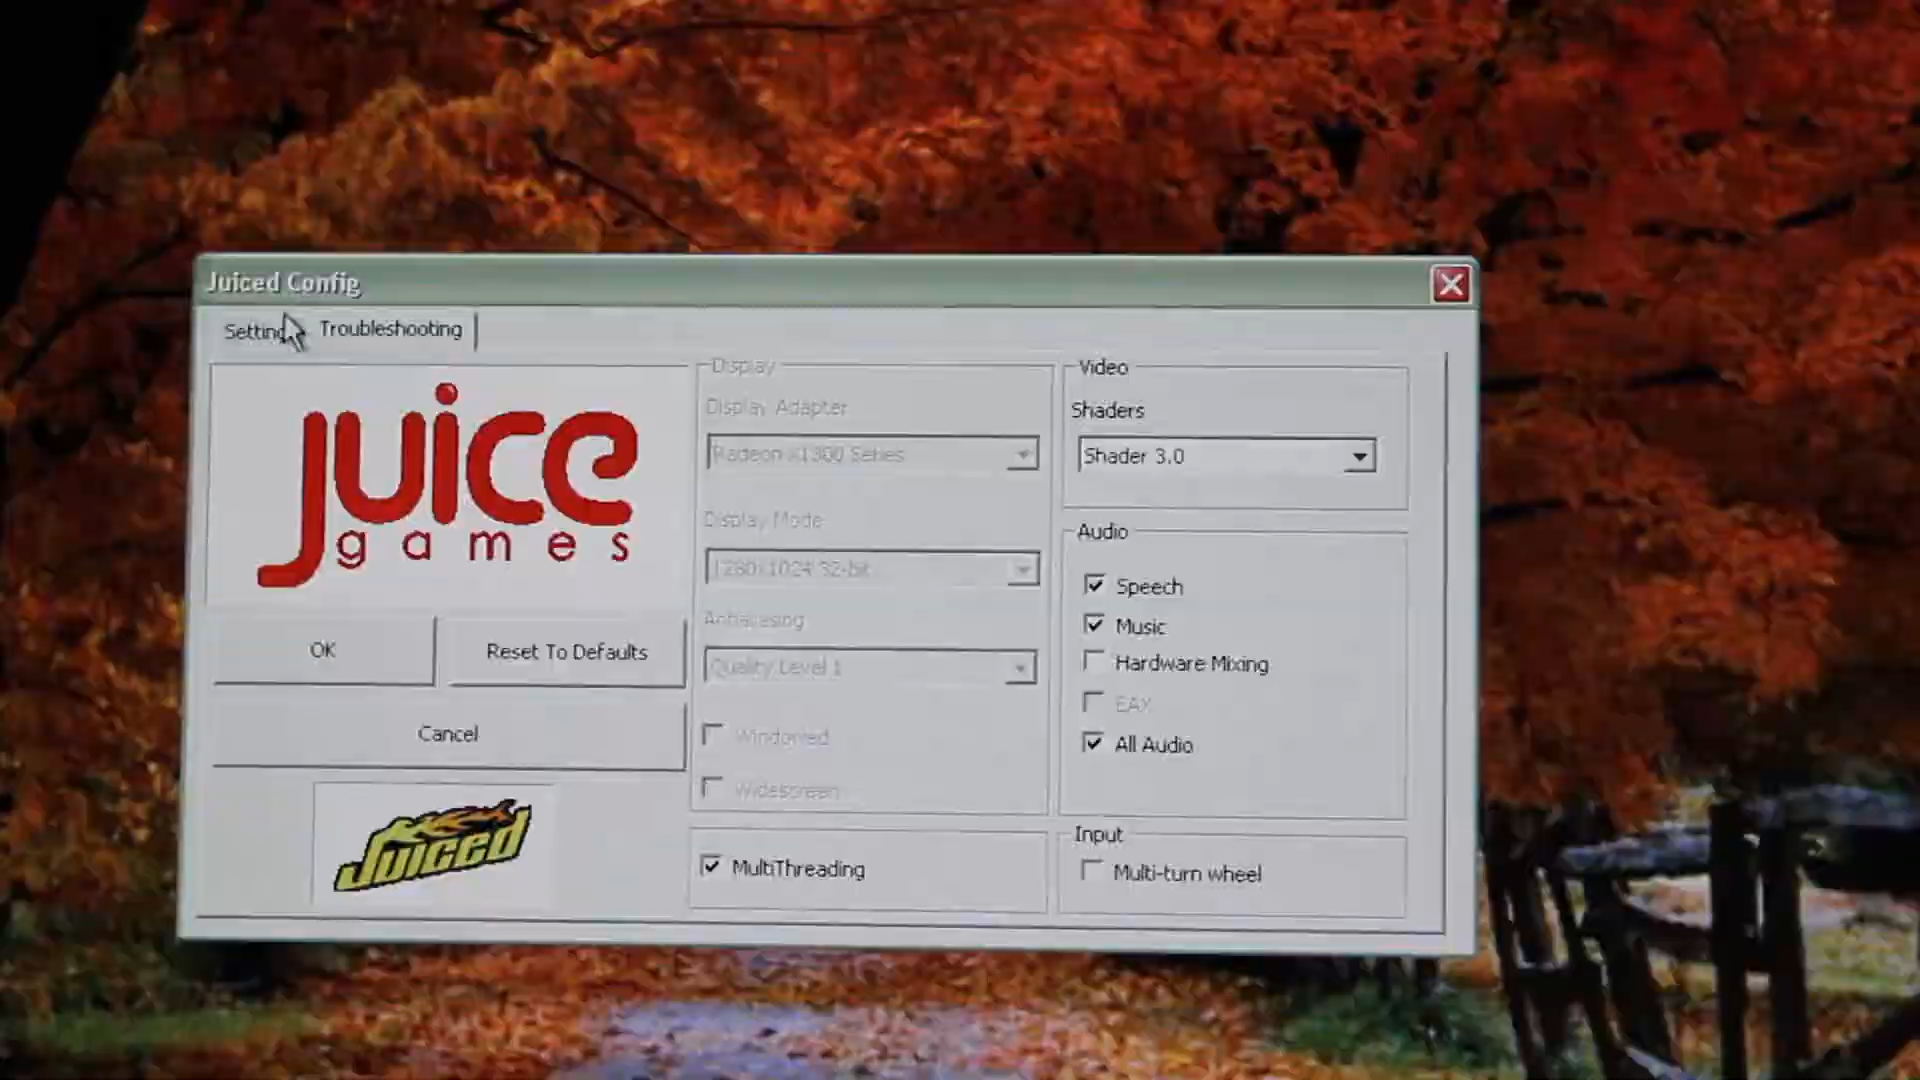 Juiced Config
Setting
Troubleshooting
juice
games
OK
Reset To Defaults
Cancel
Juiced
Display
Display Adapter
Radeon X1300 Series
Display Mode
1280x1024 32-bit
Antialiasing
Quality Level 1
Windowed
Widescreen
MultiThreading
Video
Shaders
Shader 3.0
Audio
Speech
Music
Hardware Mixing
EAX
All Audio
Input
Multi-turn wheel